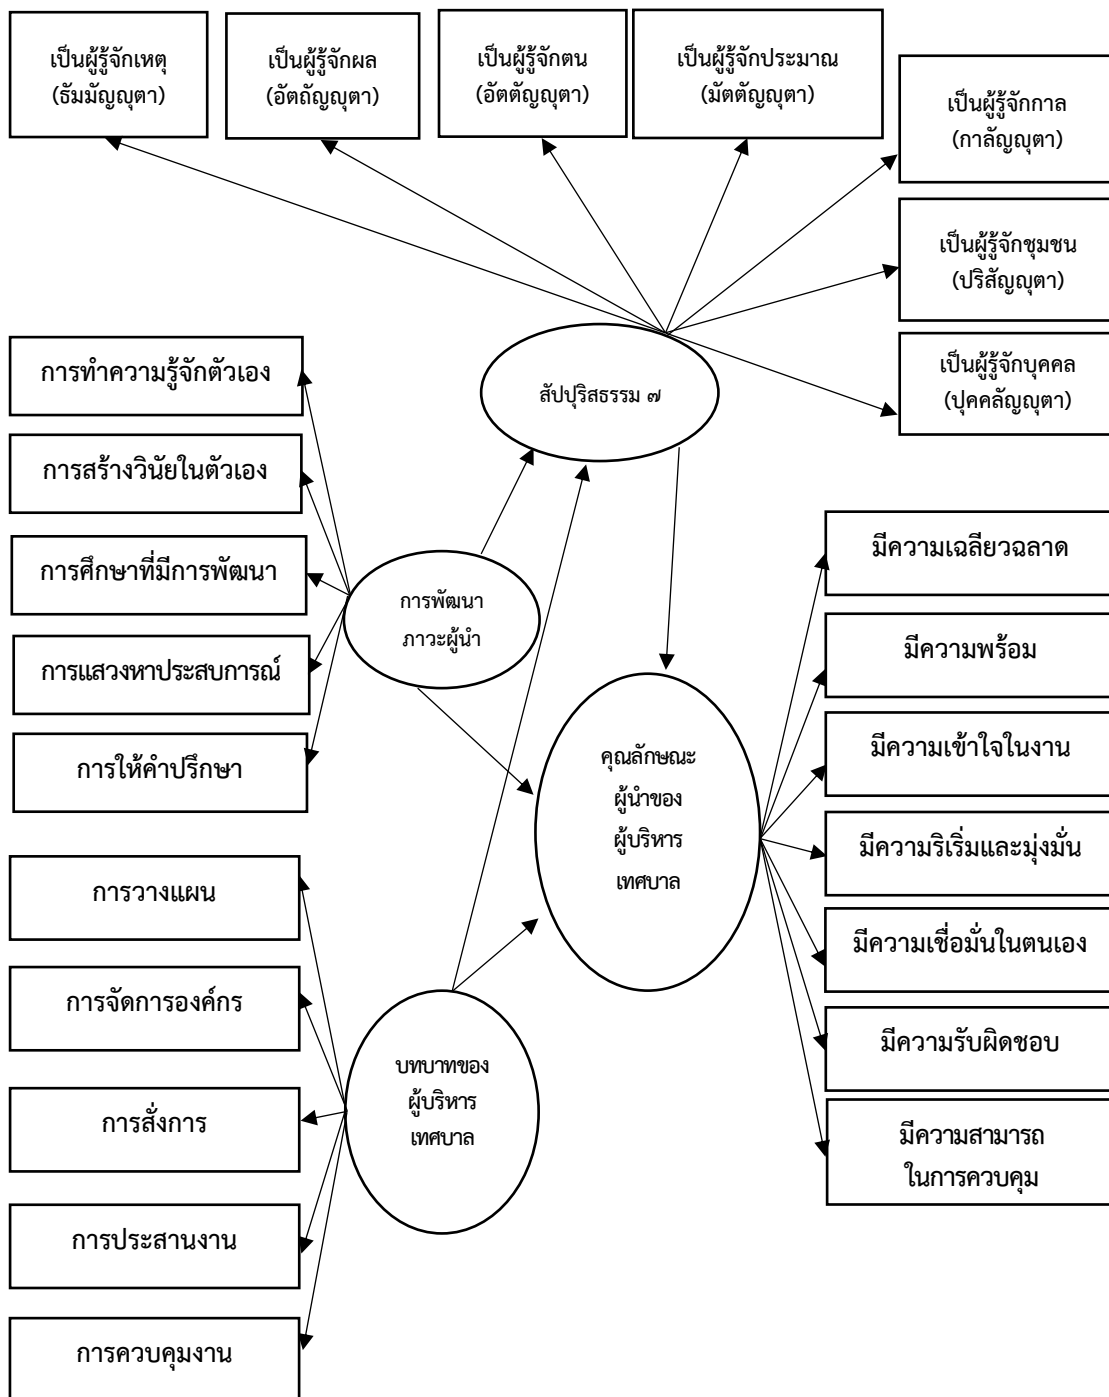 เป็นผู้รู้จักเหตุ
(ธัมมัญญุตา)
เป็นผู้รู้จักผล
(อัตถัญญุตา)
เป็นผู้รู้จักตน
(อัตตัญญุตา)
เป็นผู้รู้จักประมาณ
(มัตตัญญุตา)
เป็นผู้รู้จักกาล
(กาลัญญุตา)
เป็นผู้รู้จักชุมชน
(ปริสัญญุตา)
เป็นผู้รู้จักบุคคล
(ปุคคลัญญุตา)
สัปปุริสธรรม ๗
การทำความรู้จักตัวเอง
การสร้างวินัยในตัวเอง
การศึกษาที่มีการพัฒนา
การแสวงหาประสบการณ์
การให้คำปรึกษา
การพัฒนา
ภาวะผู้นำ
คุณลักษณะ
ผู้นำของ
ผู้บริหาร
เทศบาล
มีความเฉลียวฉลาด
มีความพร้อม
มีความเข้าใจในงาน
มีความริเริ่มและมุ่งมั่น
มีความเชื่อมั่นในตนเอง
มีความรับผิดชอบ
มีความสามารถ
ในการควบคุม
การวางแผน
การจัดการองค์กร
การสั่งการ
การประสานงาน
การควบคุมงาน
บทบาทของ
ผู้บริหาร
เทศบาล